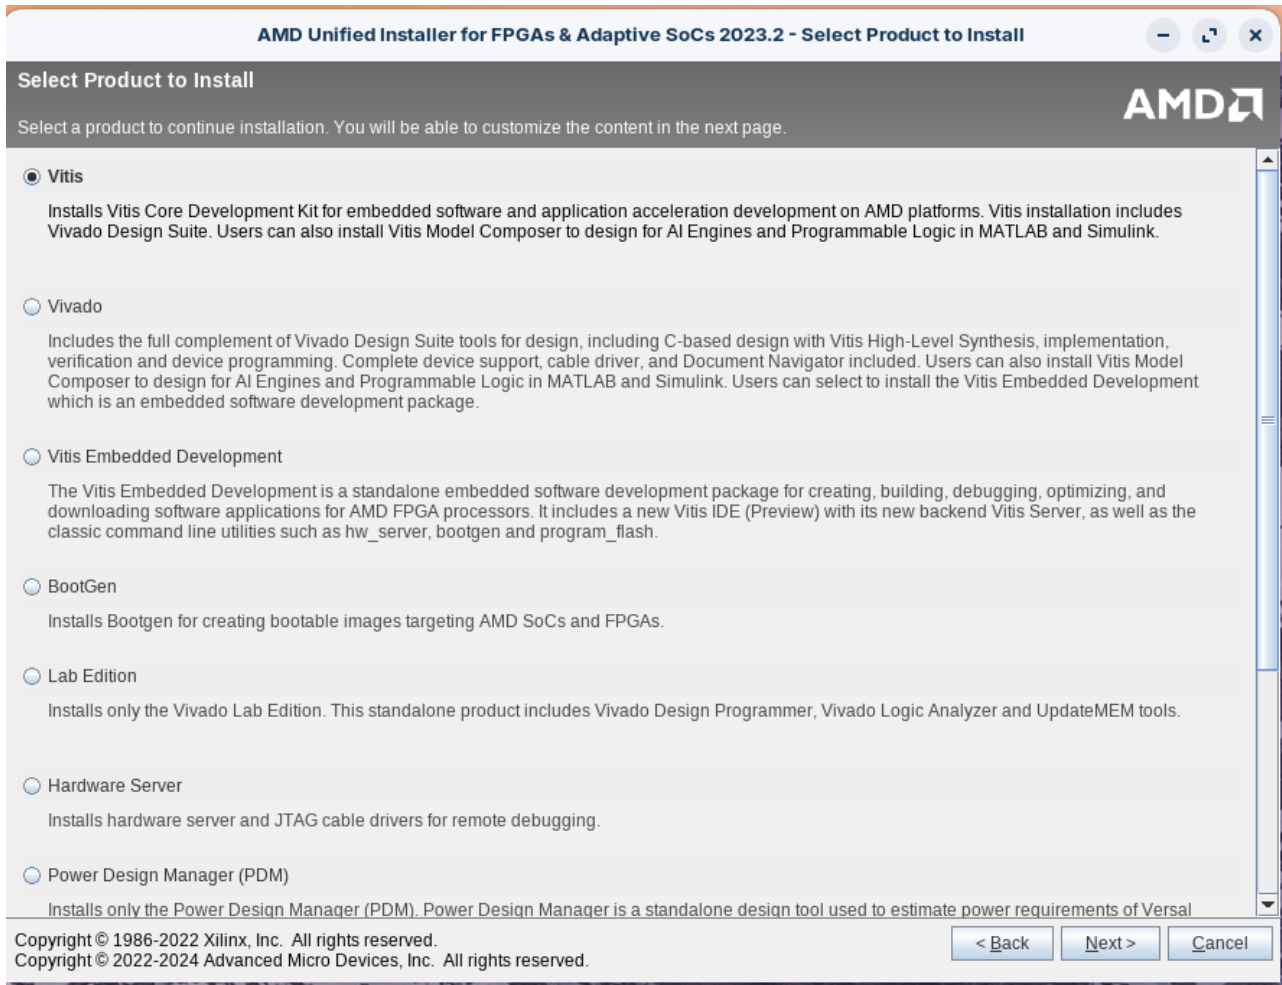 AMD Unified Installer for FPGAs & Adaptive SoCs 2023.2 - Select Product to Install
Select Product to Install
AMD
Select a product to continue installation. You will be able to customize the content in the next page.
Vitis
Installs Vitis Core Development Kit for embedded software and application acceleration development on AMD platforms. Vitis installation includes
Vivado Design Suite. Users can also install Vitis Model Composer to design for AI Engines and Programmable Logic in MATLAB and Simulink.
Vivado
Includes the full complement of Vivado Design Suite tools for design, including C-based design with Vitis High-Level Synthesis, implementation,
verification and device programming. Complete device support, cable driver, and Document Navigator included. Users can also install Vitis Model
Composer to design for AI Engines and Programmable Logic in MATLAB and Simulink. Users can select to install the Vitis Embedded Development
which is an embedded software development package.
Vitis Embedded Development
The Vitis Embedded Development is a standalone embedded software development package for creating, building, debugging, optimizing, and
downloading software applications for AMD FPGA processors. It includes a new Vitis IDE (Preview) with its new backend Vitis Server, as well as the
classic command line utilities such as hw_server, bootgen and program_flash.
BootGen
Installs Bootgen for creating bootable images targeting AMD SoCs and FPGAs.
Lab Edition
Installs only the Vivado Lab Edition. This standalone product includes Vivado Design Programmer, Vivado Logic Analyzer and UpdateMEM tools.
Hardware Server
Installs hardware server and JTAG cable drivers for remote debugging.
Power Design Manager (PDM)
Installs only the Power Design Manager (PDM). Power Design Manager is a standalone design tool used to estimate power requirements of Versal
Copyright © 1986-2022 Xilinx, Inc. All rights reserved.
Copyright © 2022-2024 Advanced Micro Devices, Inc. All rights reserved.
< Back Next > Cancel